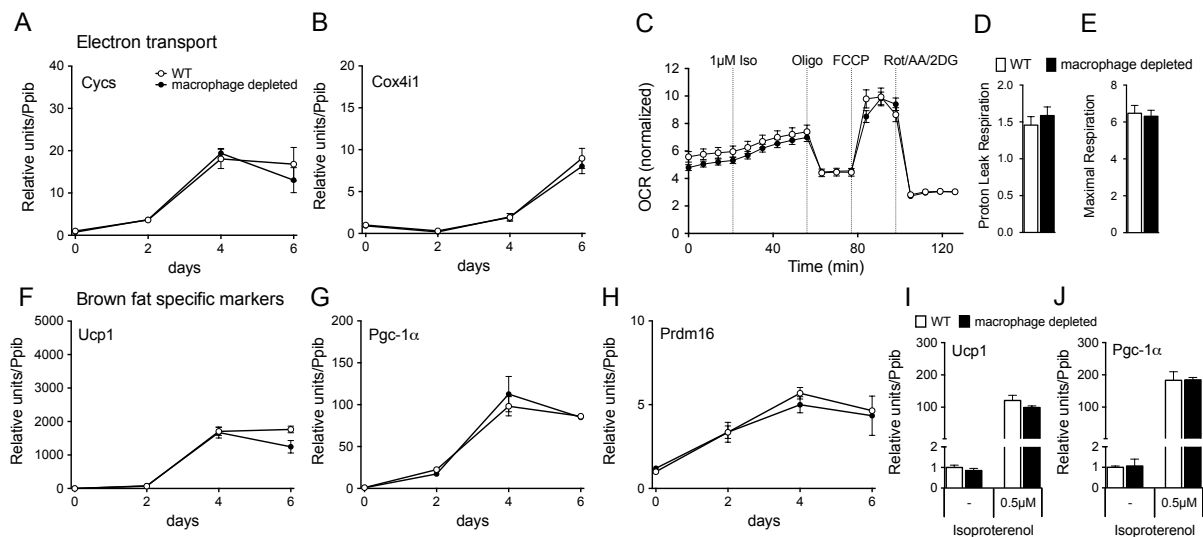 A
Electron transport
Cycs
WT
macrophage depleted
Relative units/Ppib
40
30
20
10
0
0 2 4 6
days
B
Cox4i1
Relative units/Ppib
20
15
10
5
0
0 2 4 6
days
C
1µM Iso Oligo FCCP Rot/AA/2DG
OCR (normalized)
12
10
8
6
4
2
0 40 80 120
Time (min)
D
E
WT macrophage depleted
Proton Leak Respiration
2.0
1.5
1.0
0.5
0.0
Maximal Respiration
8
6
4
2
0
F
Brown fat specific markers
Ucp1
Relative units/Ppib
5000
4000
3000
2000
1000
0
0 2 4 6
days
G
Pgc-1α
Relative units/Ppib
200
150
100
50
0
0 2 4 6
days
H
Prdm16
Relative units/Ppib
10
5
0
0 2 4 6
days
I
J
WT macrophage depleted
Ucp1
Relative units/Ppib
300
200
100
2
1
0
- 0.5µM
Isoproterenol
Pgc-1α
Relative units/Ppib
300
200
100
2
1
0
- 0.5µM
Isoproterenol